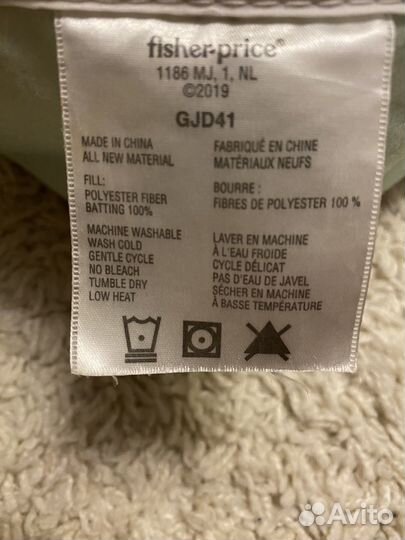 fisher-price®
1186 MJ, 1, NL
©2019
GJD41
MADE IN CHINA
ALL NEW MATERIAL
FILL:
POLYESTER FIBER
BATTING 100%
MACHINE WASHABLE
WASH COLD
GENTLE CYCLE
NO BLEACH
TUMBLE DRY
LOW HEAT
FABRIQUÉ EN CHINE
MATÉRIAUX NEUFS
BOURRE :
FIBRES DE POLYESTER 100 %
LAVER EN MACHINE
À L'EAU FROIDE
CYCLE DÉLICAT
PAS D'EAU DE JAVEL
SÉCHER EN MACHINE
À BASSE TEMPÉRATURE
Avito